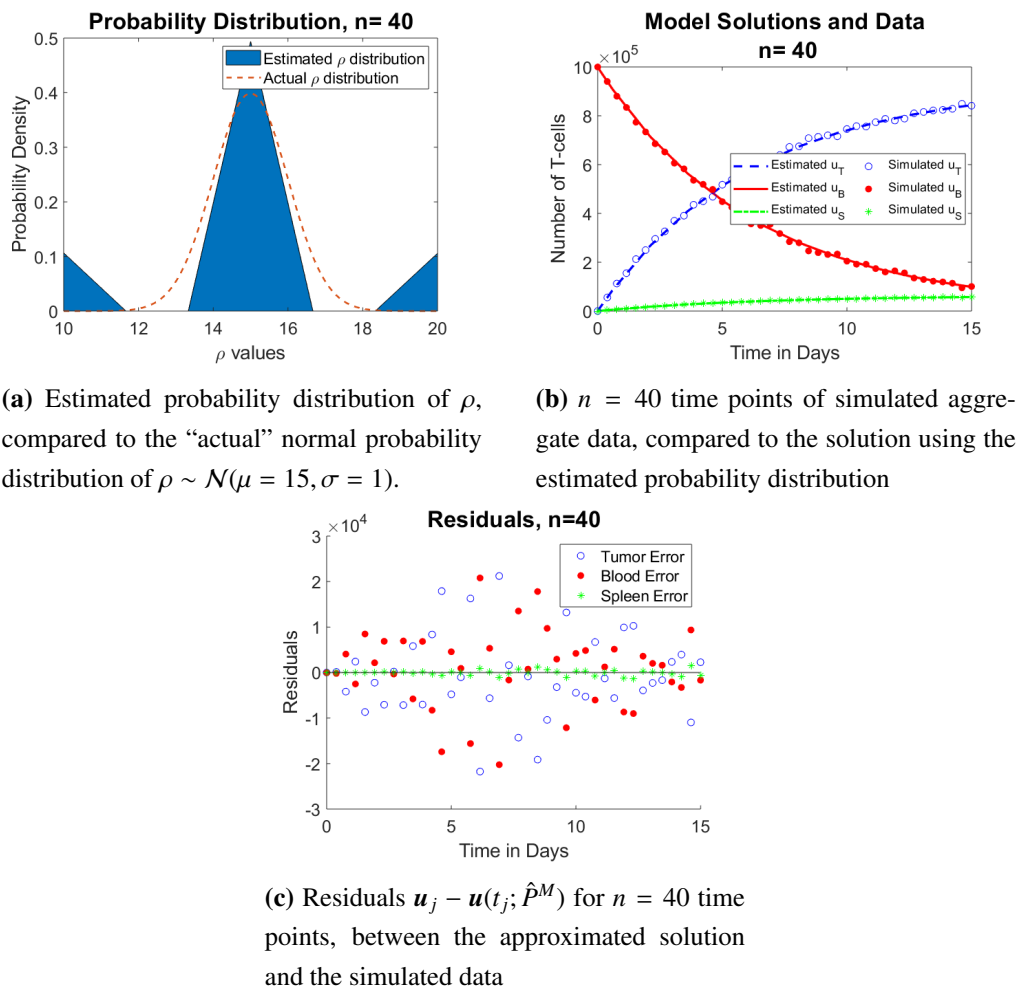 Probability Distribution, n= 40
0.5
0.4
0.3
0.2
0.1
0
Probability Density
Estimated ρ distribution
Actual ρ distribution
10 12 14 16 18 20
ρ values
Model Solutions and Data
n= 40
×10⁵
10
8
6
4
2
0
Number of T-cells
Estimated u_T Simulated u_T
Estimated u_B Simulated u_B
Estimated u_S Simulated u_S
0 5 10 15
Time in Days
(a) Estimated probability distribution of ρ,
compared to the “actual” normal probability
distribution of ρ ∼ 𝒩(μ = 15, σ = 1).
(b) n = 40 time points of simulated aggre-
gate data, compared to the solution using the
estimated probability distribution
Residuals, n=40
×10⁴
3
2
1
0
-1
-2
-3
Residuals
Tumor Error
Blood Error
Spleen Error
0 5 10 15
Time in Days
(c) Residuals u_j − u(t_j; P̂^M) for n = 40 time
points, between the approximated solution
and the simulated data